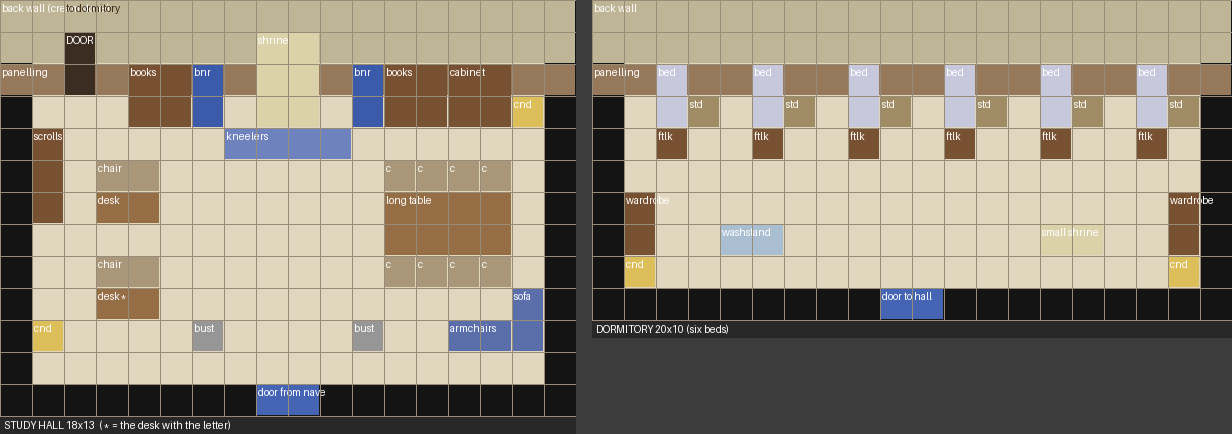 back wall (cre
to dormitory
DOOR
shrine
panelling
books
bnr
bnr
books
cabinet
cnd
scrolls
kneelers
chair
c c c c
desk
long table
chair
c c c c
desk*
sofa
cnd
bust
bust
armchairs
door from nave
STUDY HALL 18x13 (* = the desk with the letter)
back wall
panelling
bed bed bed bed bed bed
std std std std std std
ftlk ftlk ftlk ftlk ftlk ftlk
wardrobe
wardrobe
washstand
small shrine
cnd
cnd
door to hall
DORMITORY 20x10 (six beds)